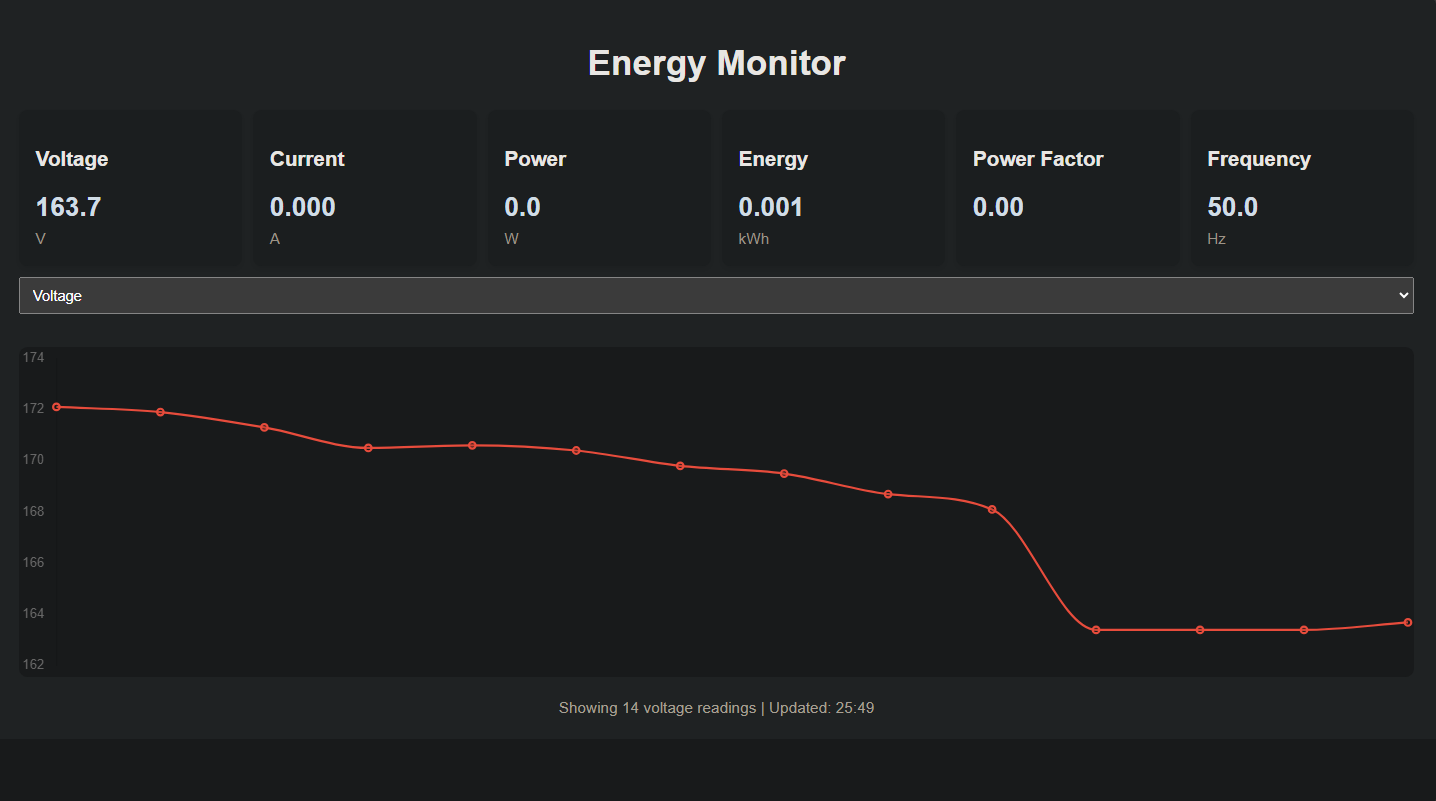 Energy Monitor
Voltage
163.7
V
Current
0.000
A
Power
0.0
W
Energy
0.001
kWh
Power Factor
0.00
Frequency
50.0
Hz
Voltage
174
172
170
168
166
164
162
Showing 14 voltage readings | Updated: 25:49